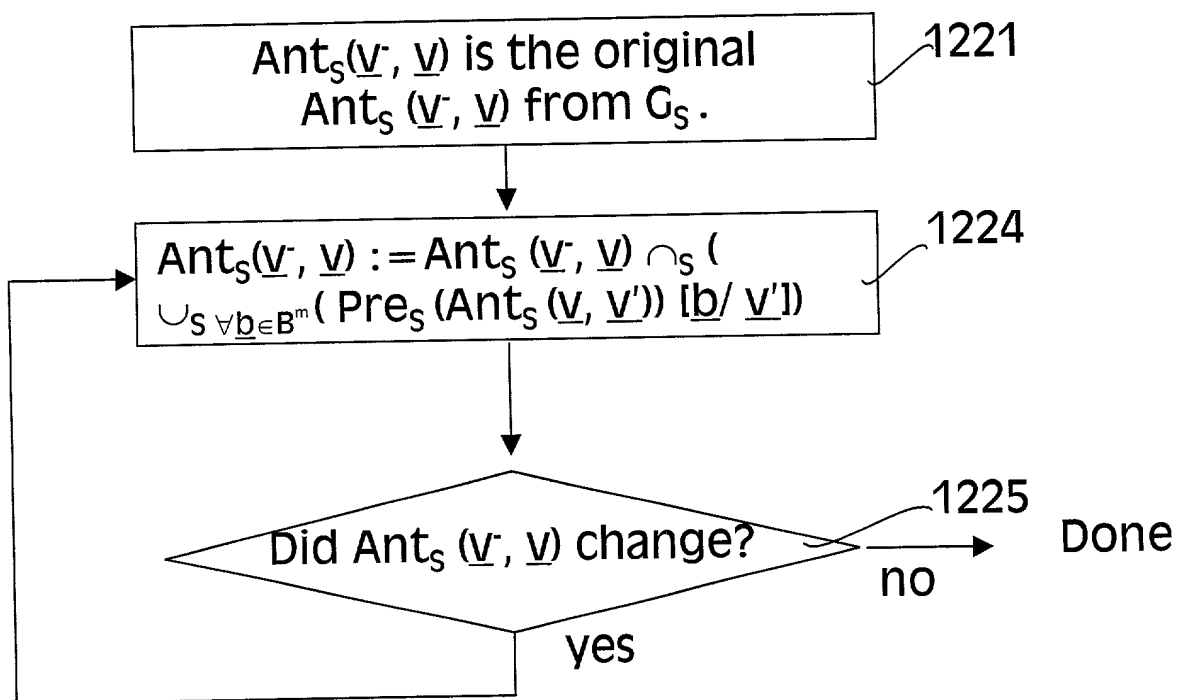 Ant_S(v̲⁻, v̲) is the original
Ant_S (v̲⁻, v̲) from G_S.
1221
Ant_S(v̲⁻, v̲) := Ant_S (v̲⁻, v̲) ∩_S (
∪_S ∀b̲∈B^m ( Pre_S (Ant_S (v̲, v̲')) [b̲/ v̲'])
1224
Did Ant_S (v̲⁻, v̲) change?
1225
Done
no
yes